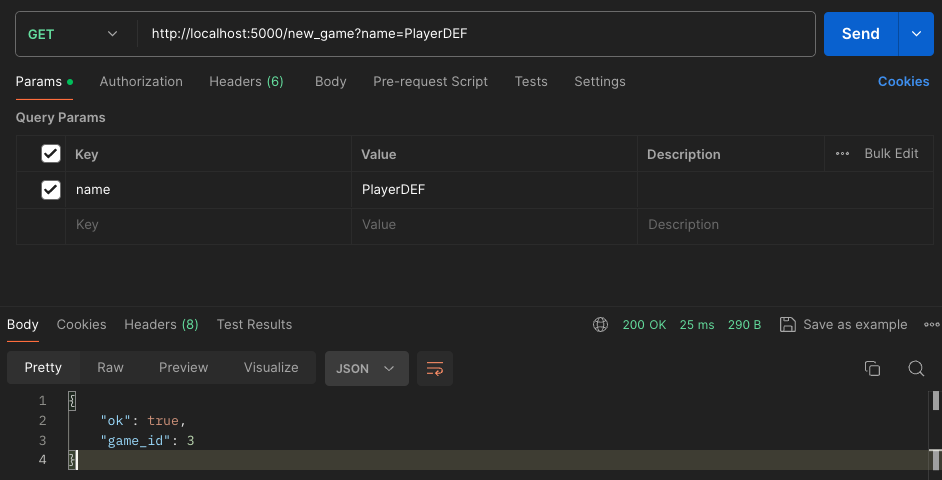 GET http://localhost:5000/new_game?name=PlayerDEF Send
Params Authorization Headers (6) Body Pre-request Script Tests Settings Cookies
Query Params
Key Value Description ••• Bulk Edit
name PlayerDEF
Key Value Description
Body Cookies Headers (8) Test Results 200 OK 25 ms 290 B Save as example •••
Pretty Raw Preview Visualize JSON
1 {
2 "ok": true,
3 "game_id": 3
4 }